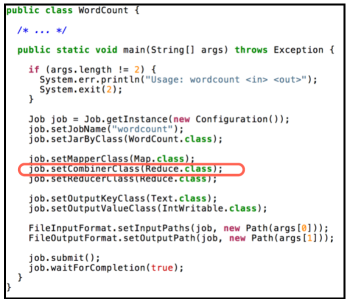 public class WordCount {
/* ... */
public static void main(String[] args) throws Exception {
if (args.length != 2) {
System.err.println("Usage: wordcount <in> <out>");
System.exit(2);
}
Job job = Job.getInstance(new Configuration());
job.setJobName("wordcount");
job.setJarByClass(WordCount.class);
job.setMapperClass(Map.class);
job.setCombinerClass(Reduce.class);
job.setReducerClass(Reduce.class);
job.setOutputKeyClass(Text.class);
job.setOutputValueClass(IntWritable.class);
FileInputFormat.setInputPaths(job, new Path(args[0]));
FileOutputFormat.setOutputPath(job, new Path(args[1]));
job.submit();
job.waitForCompletion(true);
}
}